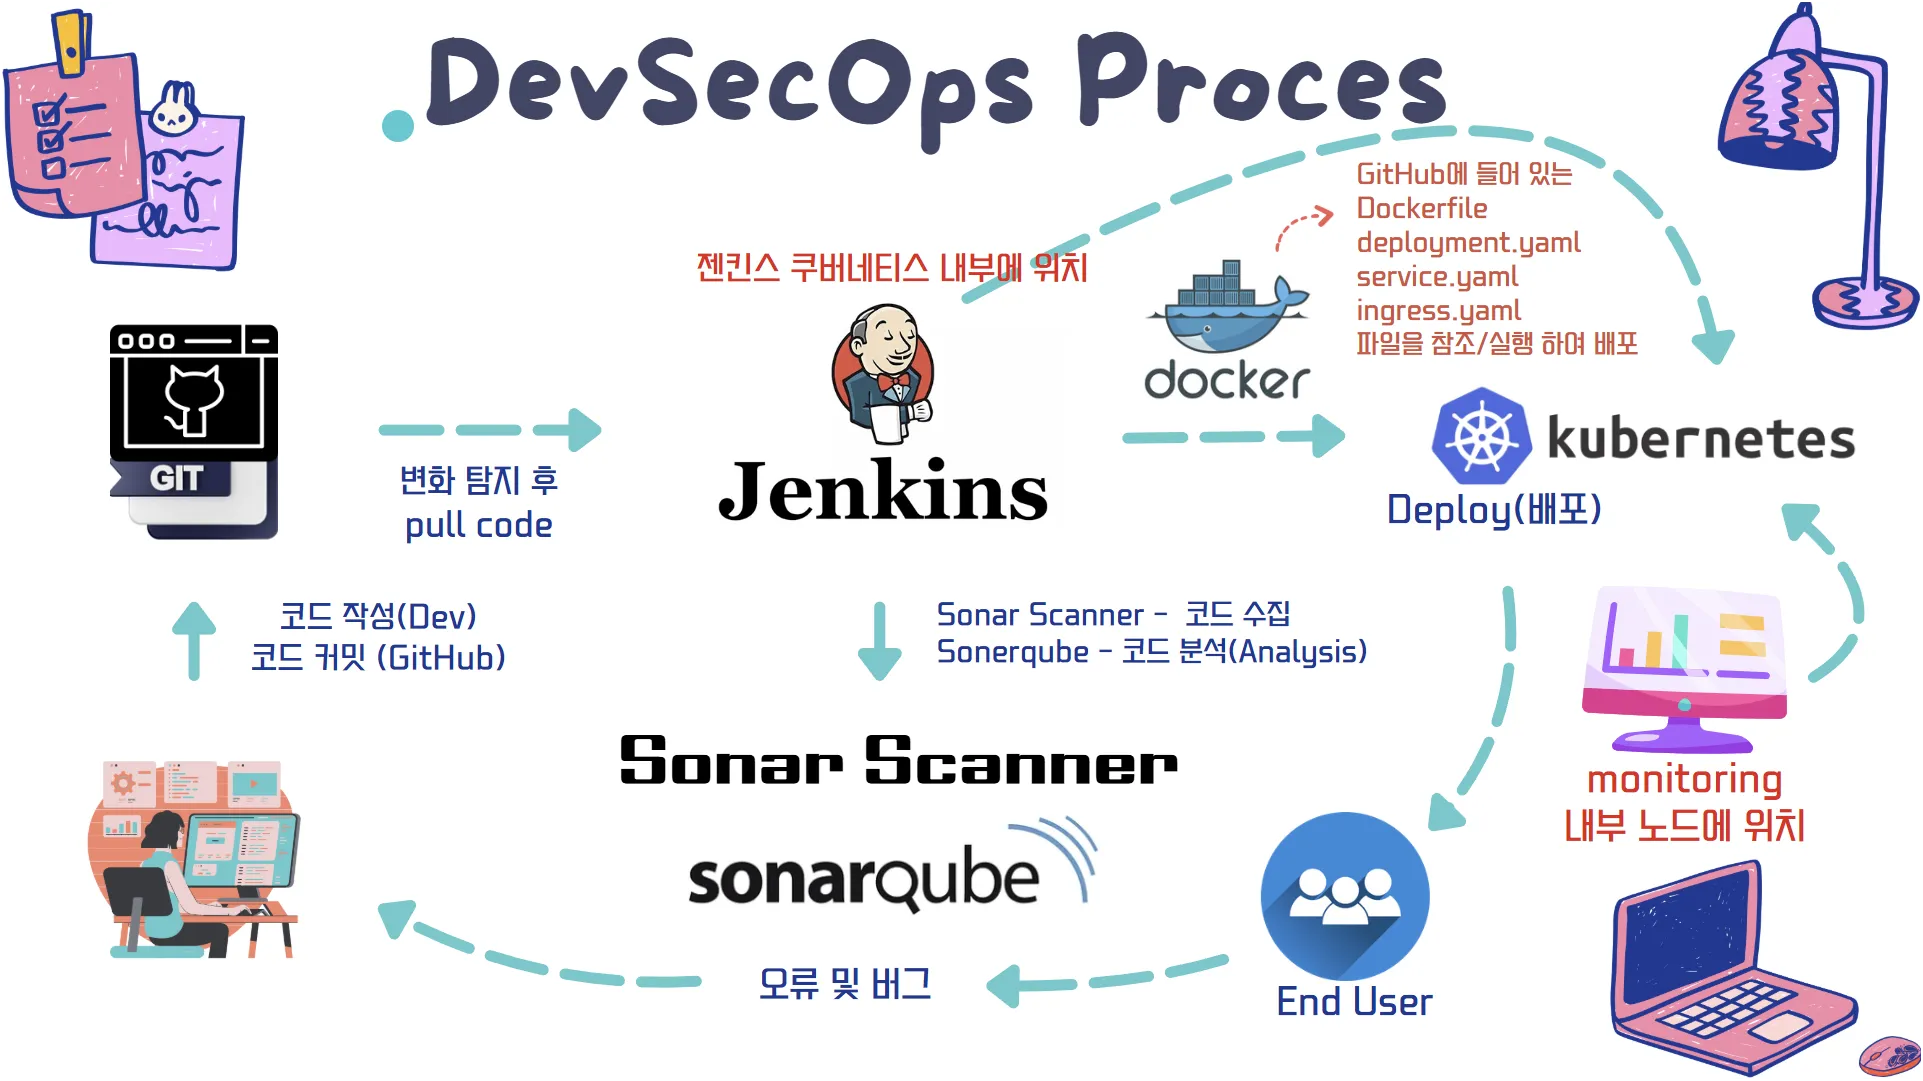 DevSecOps Proces
GitHub에 들어 있는
Dockerfile
deployment.yaml
service.yaml
ingress.yaml
파일을 참조/실행 하여 배포
젠킨스 쿠버네티스 내부에 위치
docker
GIT
변화 탐지 후
pull code
Jenkins
kubernetes
Deploy(배포)
코드 작성(Dev)
코드 커밋 (GitHub)
Sonar Scanner - 코드 수집
Sonerqube - 코드 분석(Analysis)
Sonar Scanner
sonarqube
monitoring
내부 노드에 위치
오류 및 버그
End User